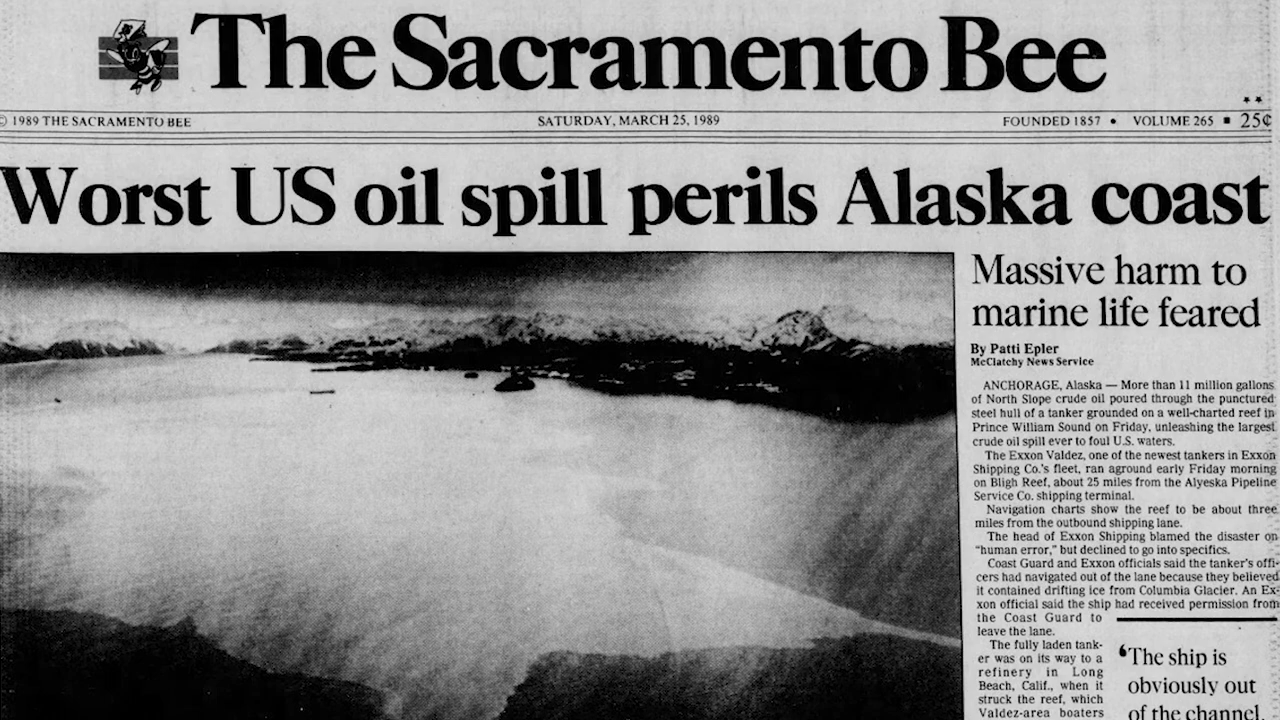 The Sacramento Bee
© 1989 THE SACRAMENTO BEE
SATURDAY, MARCH 25, 1989
FOUNDED 1857 • VOLUME 265 ■ 25¢
Worst US oil spill perils Alaska coast
Massive harm to
marine life feared
By Patti Epler
McClatchy News Service
ANCHORAGE, Alaska — More than 11 million gallons
of North Slope crude oil poured through the punctured
steel hull of a tanker grounded on a well-charted reef in
Prince William Sound on Friday, unleashing the largest
crude oil spill ever to foul U.S. waters.
The Exxon Valdez, one of the newest tankers in Exxon
Shipping Co.'s fleet, ran aground early Friday morning
on Bligh Reef, about 25 miles from the Alyeska Pipeline
Service Co. shipping terminal.
Navigation charts show the reef to be about three
miles from the outbound shipping lane.
The head of Exxon Shipping blamed the disaster on
"human error," but declined to go into specifics.
Coast Guard and Exxon officials said the tanker's offi-
cers had navigated out of the lane because they believed
it contained drifting ice from Columbia Glacier. An Ex-
xon official said the ship had received permission from
the Coast Guard to
leave the lane.
The fully laden tank-
er was on its way to a
refinery in Long
Beach, Calif., when it
struck the reef, which
Valdez-area boaters
‘The ship is
obviously out
of the channel.